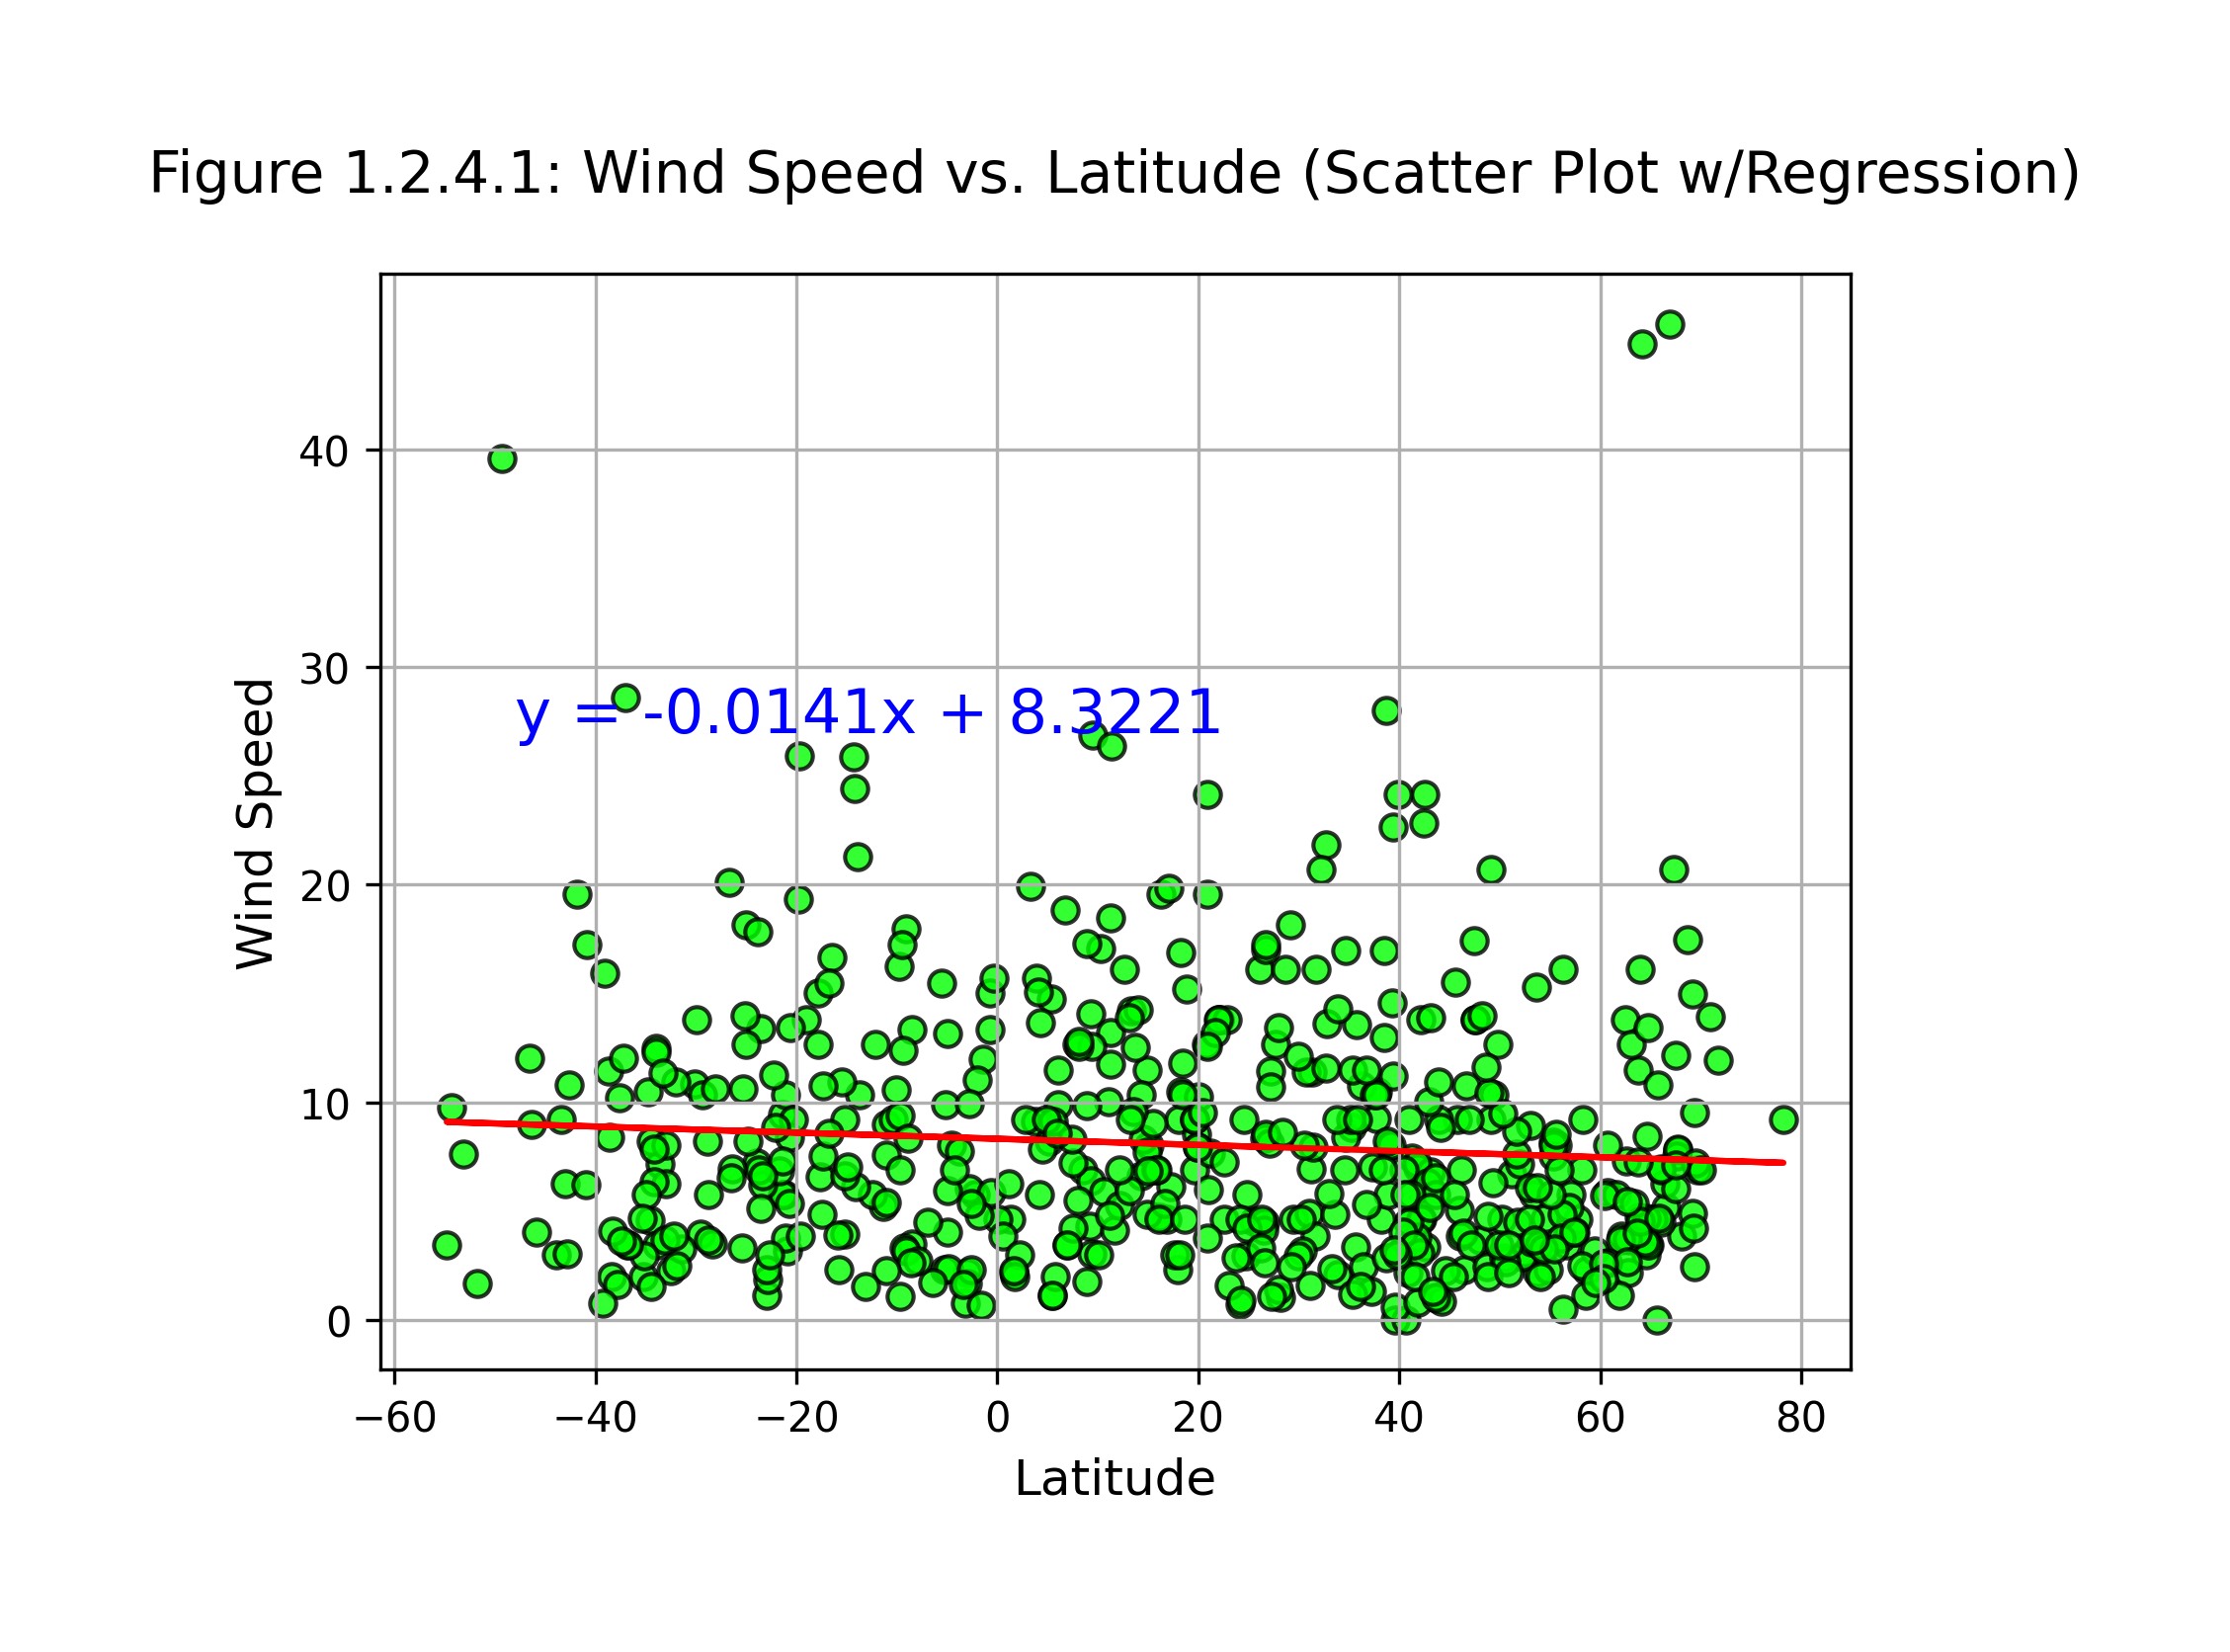 Figure 1.2.4.1: Wind Speed vs. Latitude (Scatter Plot w/Regression)
Wind Speed
40
30
20
10
0
y = -0.0141x + 8.3221
−60 −40 −20 0 20 40 60 80
Latitude